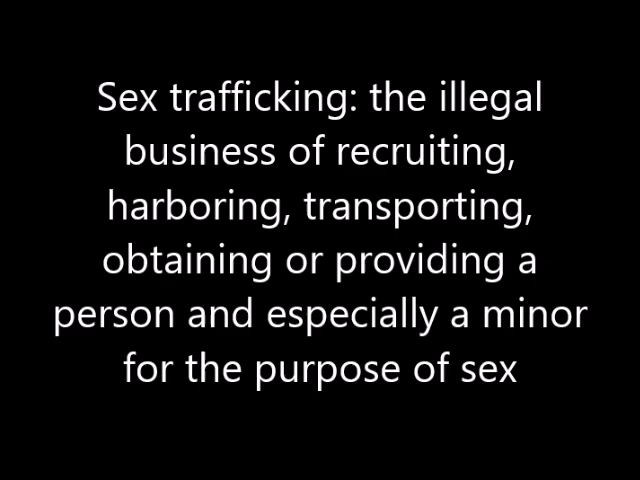 Sex trafficking: the illegal
business of recruiting,
harboring, transporting,
obtaining or providing a
person and especially a minor
for the purpose of sex